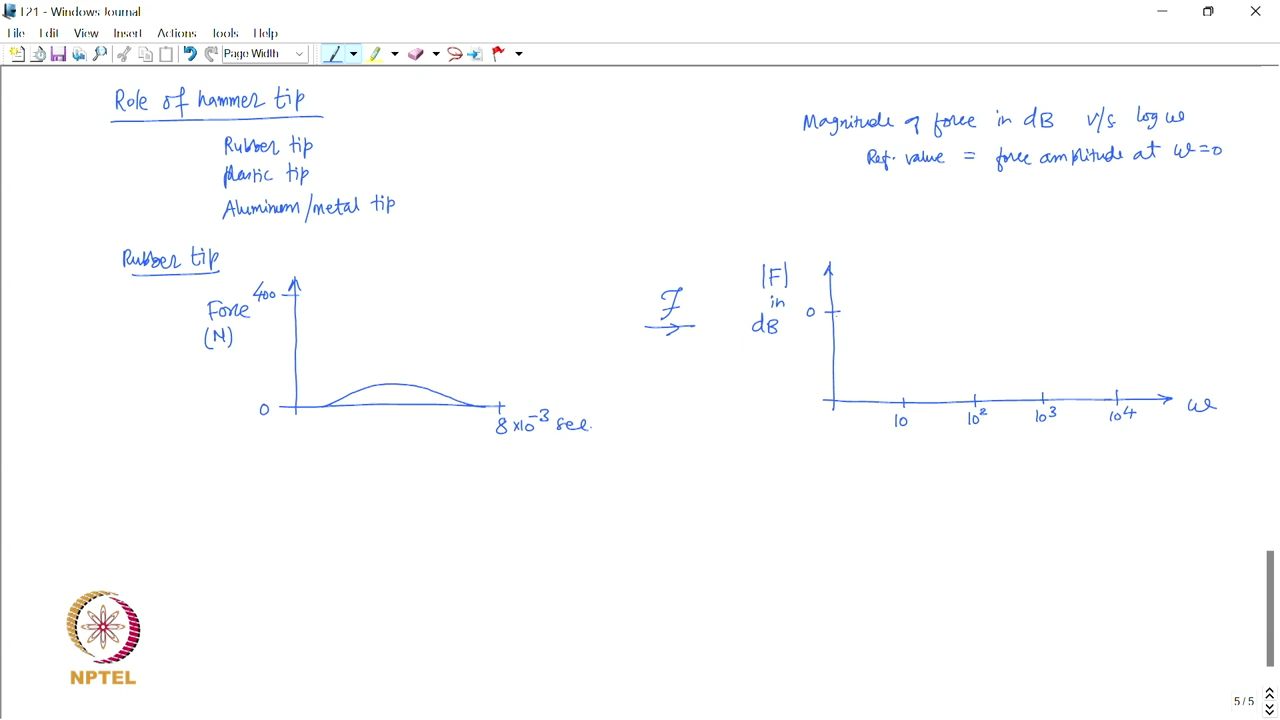 L21 - Windows Journal
File Edit View Insert Actions Tools Help
Page Width
Role of hammer tip
Rubber tip
plastic tip
Aluminum/metal tip
Magnitude of force in dB v/s log ω
Ref. value = force amplitude at ω=0
Rubber tip
Force
(N)
400
0
8×10⁻³ sec.
ℱ
|F|
in
dB
0
10 10² 10³ 10⁴
ω
NPTEL
5 / 5